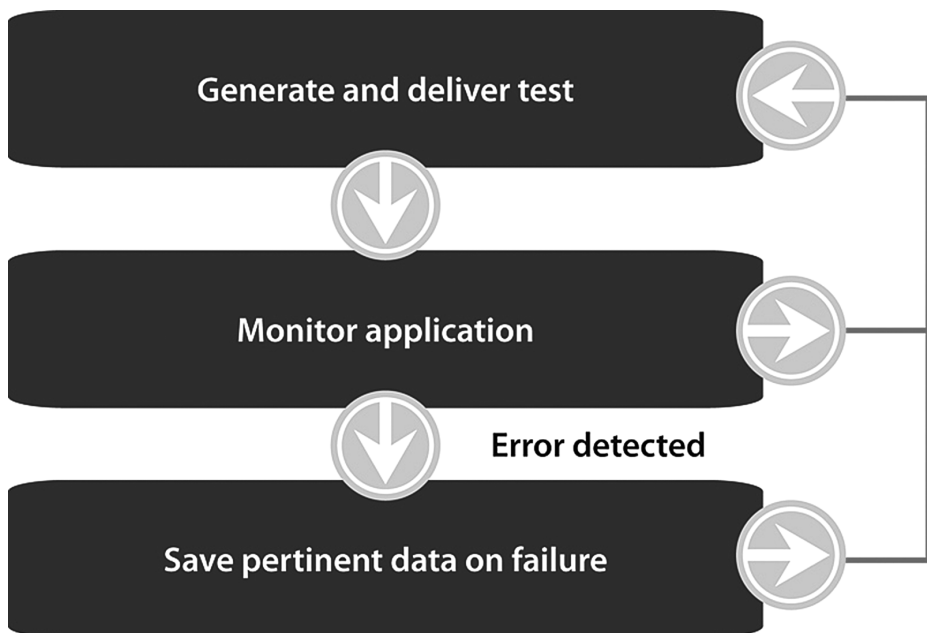 Generate and deliver test
Monitor application
Error detected
Save pertinent data on failure